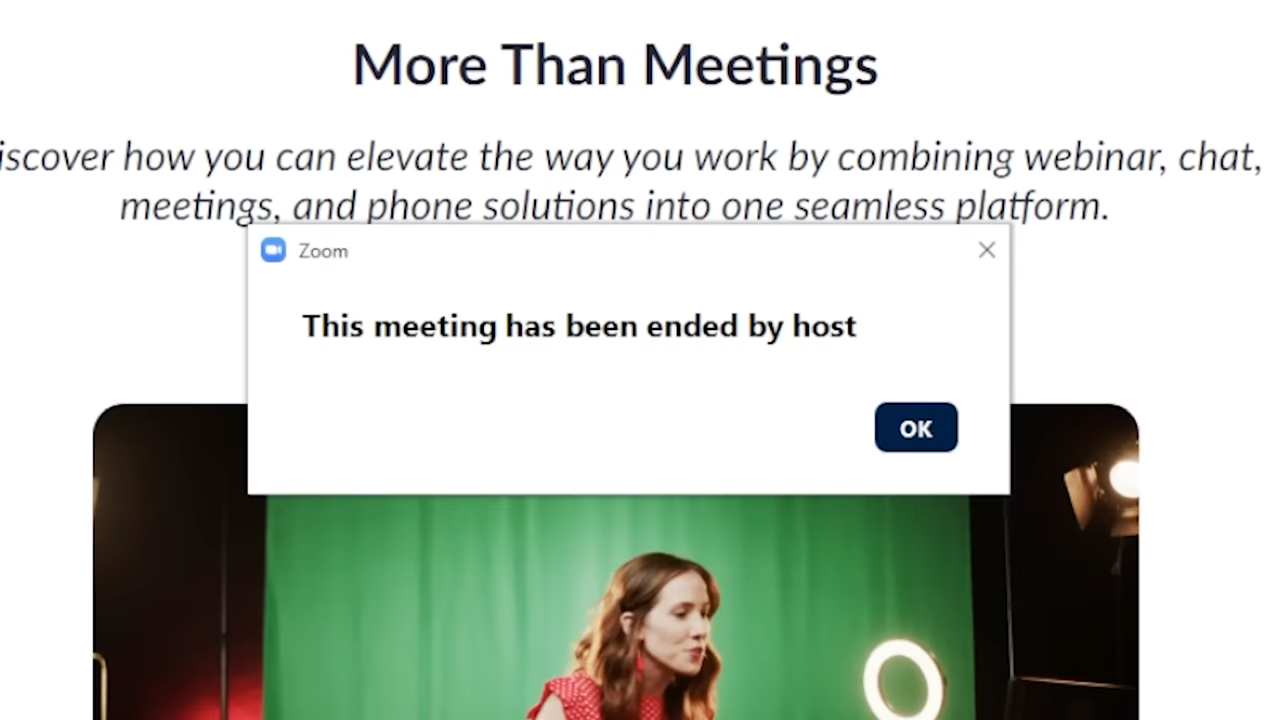 More Than Meetings
iscover how you can elevate the way you work by combining webinar, chat,
meetings, and phone solutions into one seamless platform.
Zoom
This meeting has been ended by host
OK